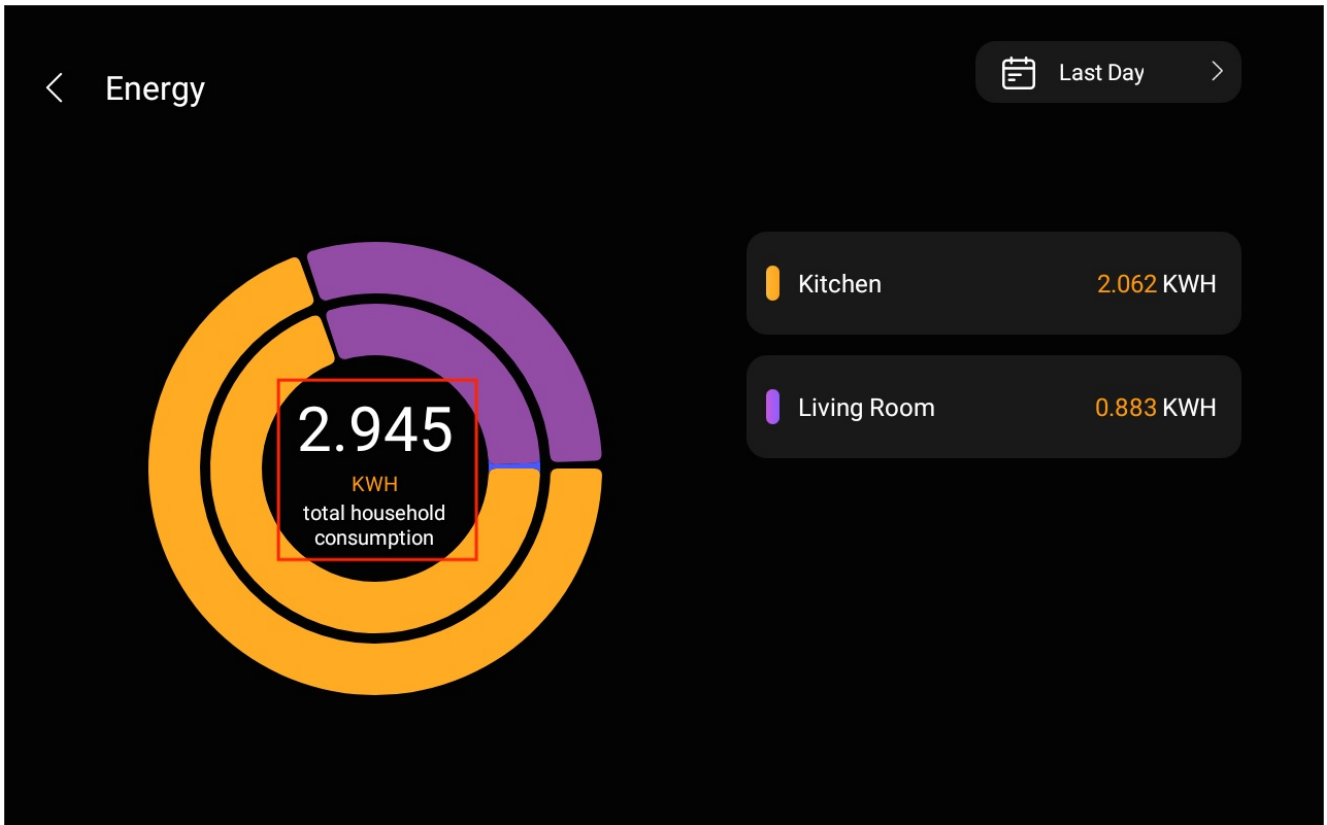 Energy
Last Day
2.945
KWH
total household
consumption
Kitchen 2.062 KWH
Living Room 0.883 KWH